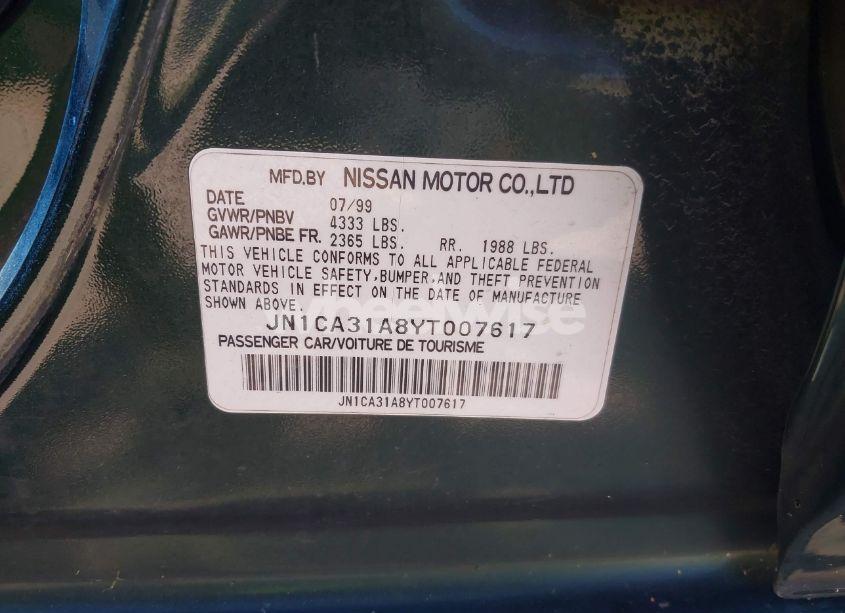 MFD.BY NISSAN MOTOR CO.,LTD
DATE 07/99
GVWR/PNBV 4333 LBS.
GAWR/PNBE FR. 2365 LBS. RR. 1988 LBS.
THIS VEHICLE CONFORMS TO ALL APPLICABLE FEDERAL
MOTOR VEHICLE SAFETY,BUMPER,AND THEFT PREVENTION
STANDARDS IN EFFECT ON THE DATE OF MANUFACTURE
SHOWN ABOVE.
wheelwise
JN1CA31A8YT007617
PASSENGER CAR/VOITURE DE TOURISME
JN1CA31A8YT007617